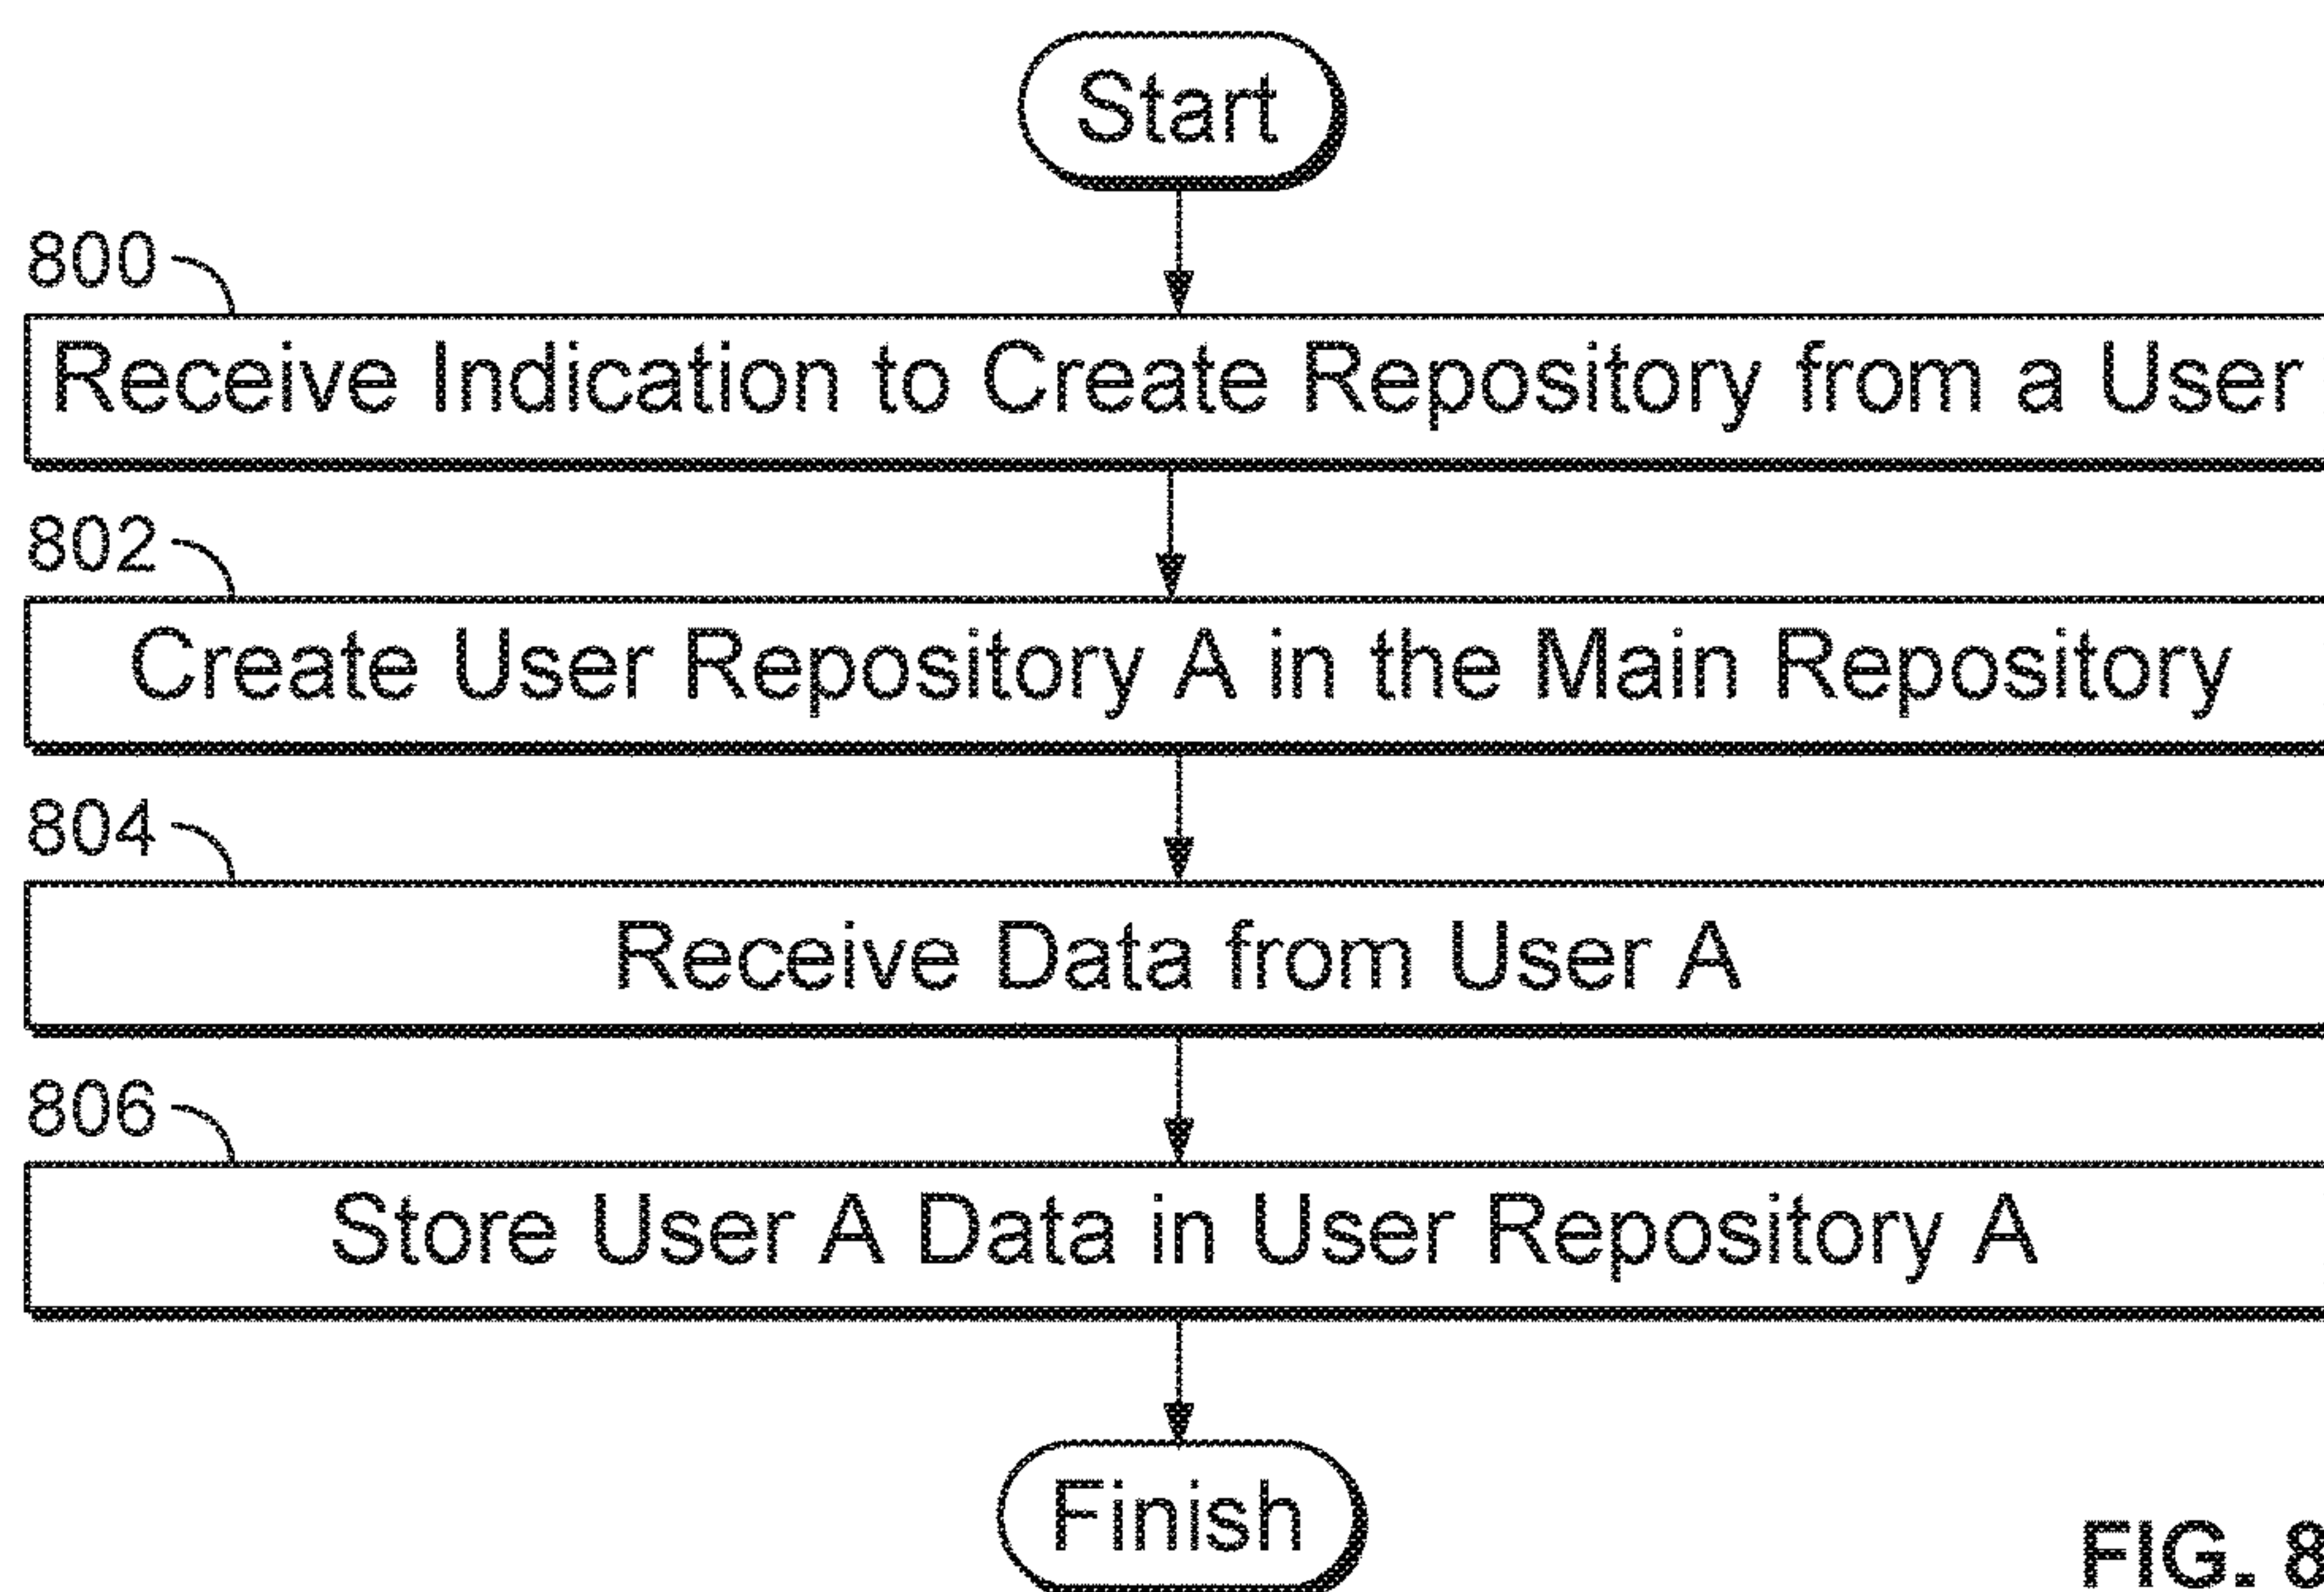 Start
800
Receive Indication to Create Repository from a User
802
Create User Repository A in the Main Repository
804
Receive Data from User A
806
Store User A Data in User Repository A
Finish
FIG. 8